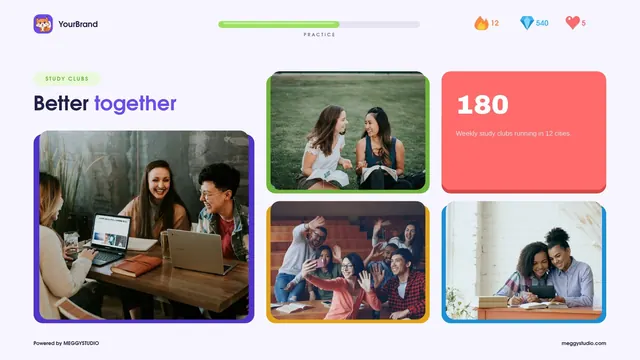 YourBrand
PRACTICE
12
540
5
STUDY CLUBS
Better together
180
Weekly study clubs running in 12 cities.
Powered by MEGGYSTUDIO
meggystudio.com